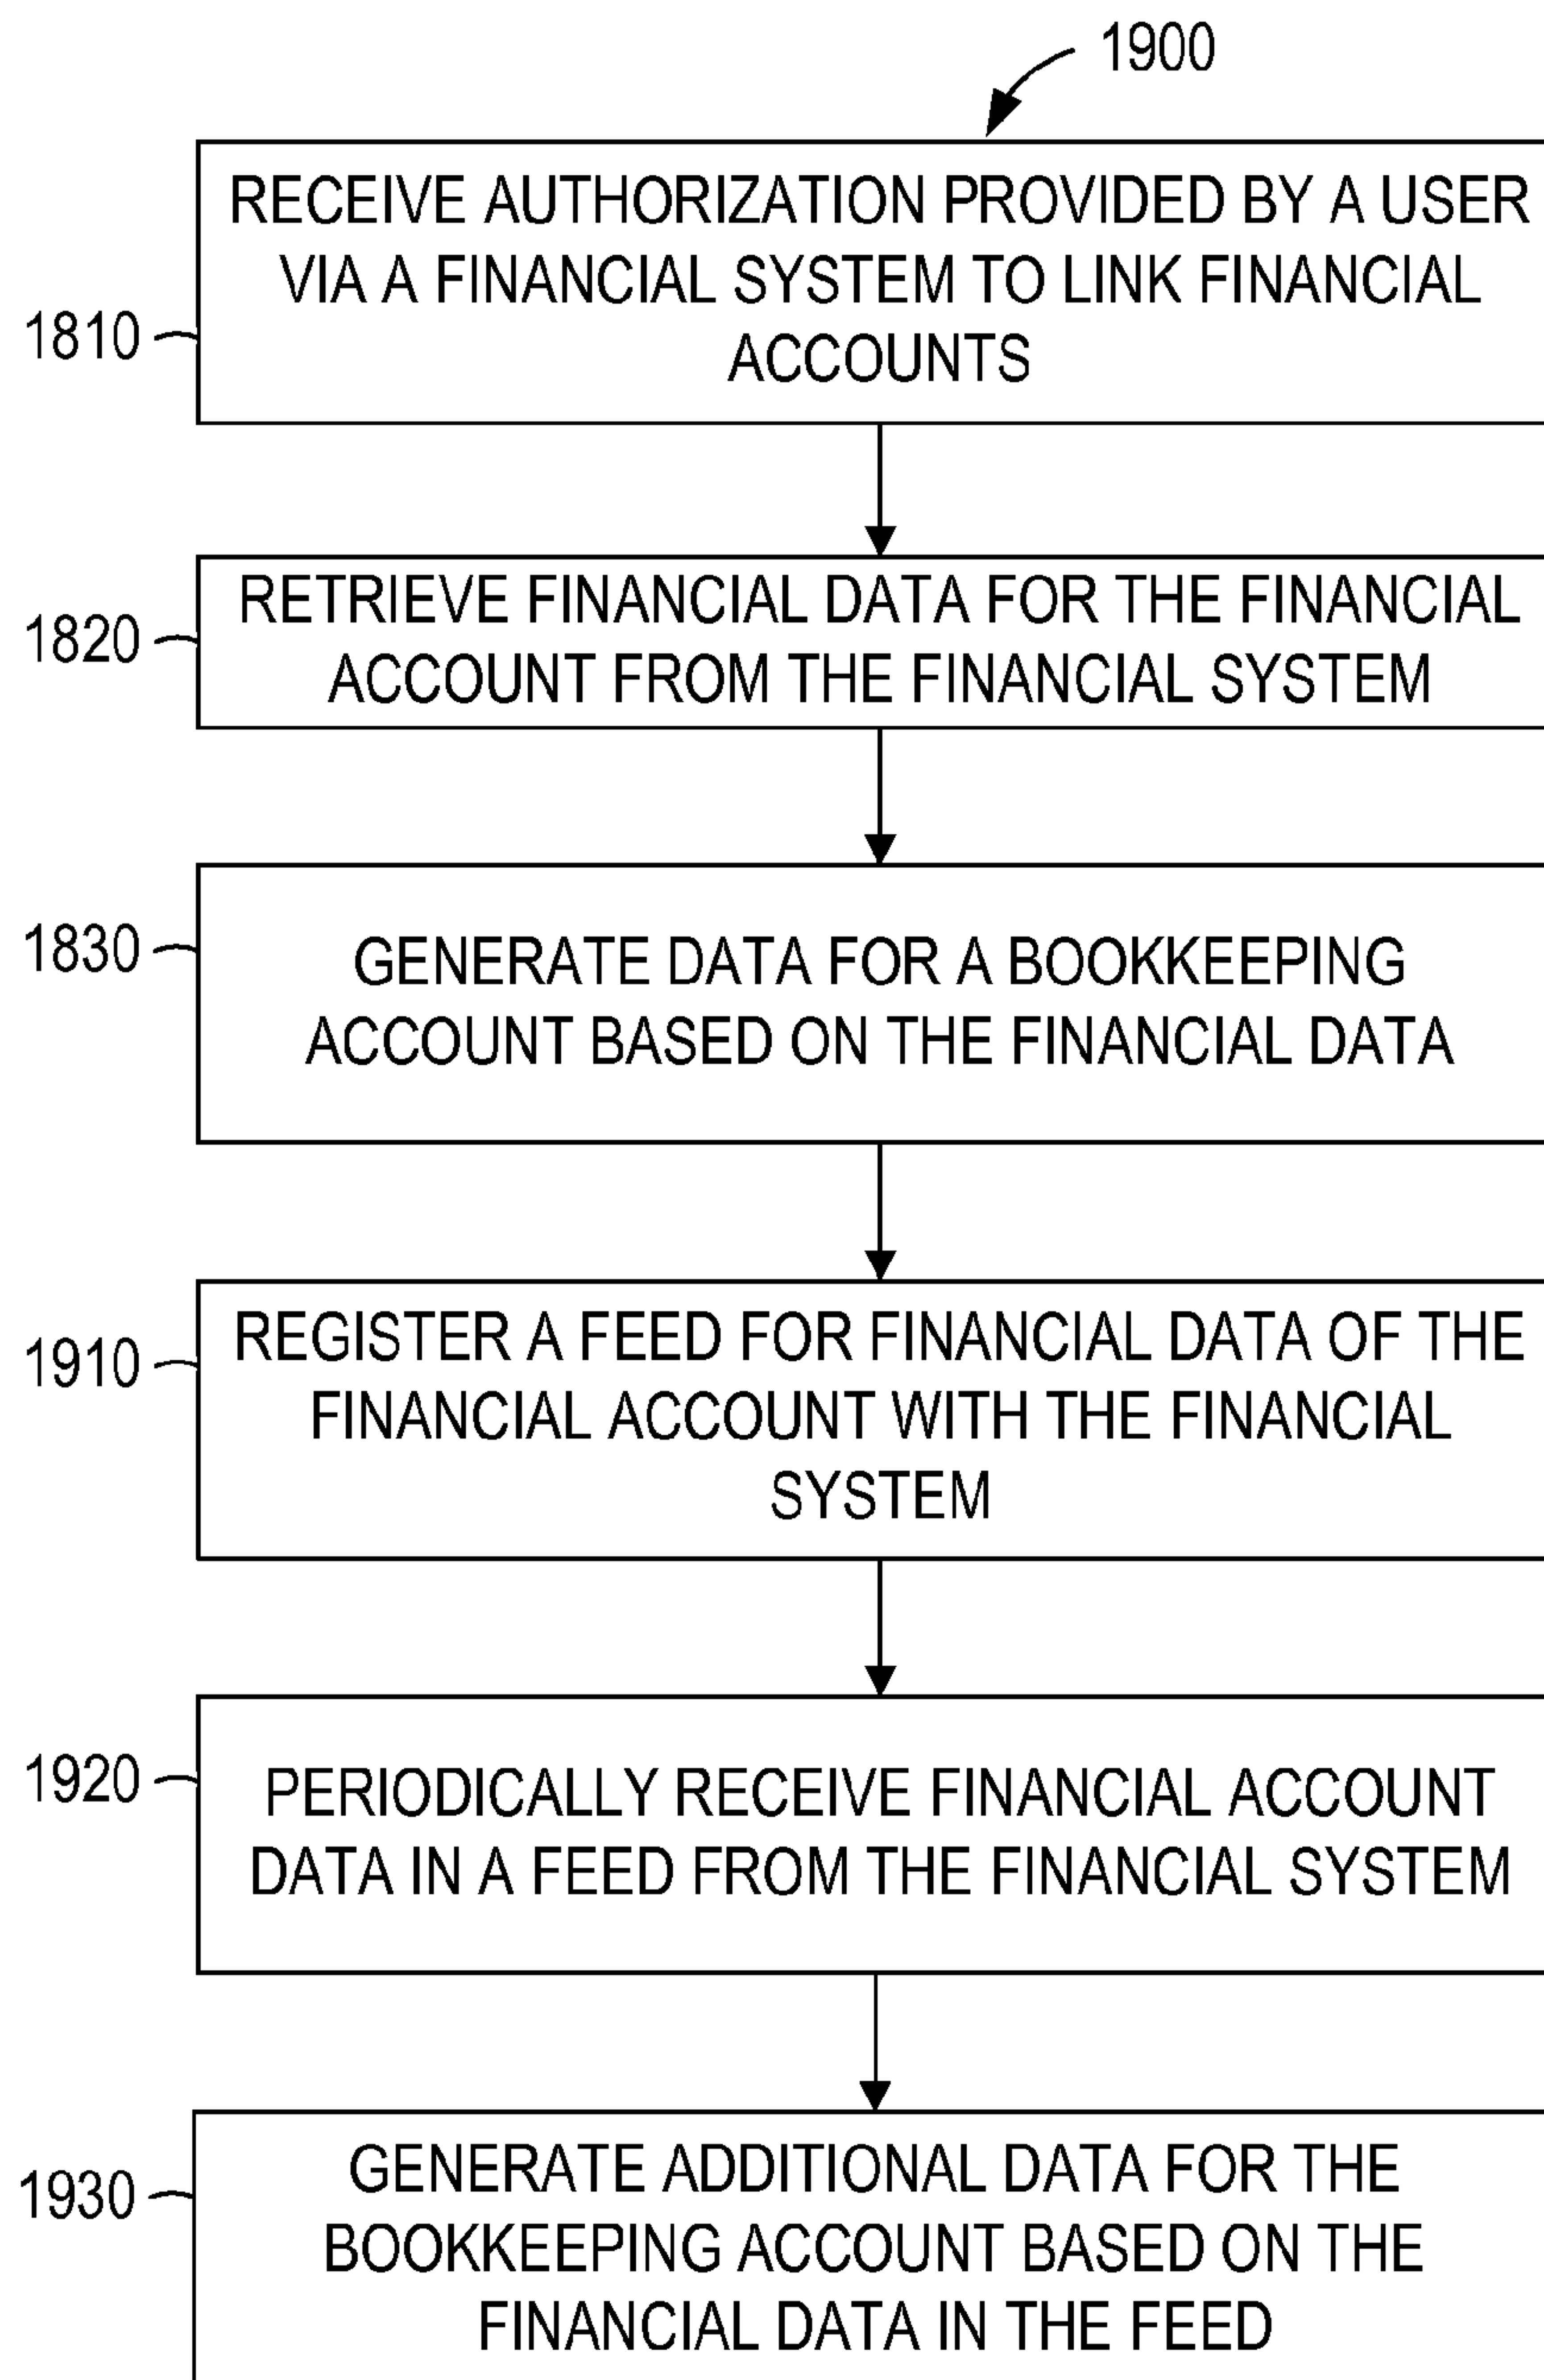 1900
RECEIVE AUTHORIZATION PROVIDED BY A USER
VIA A FINANCIAL SYSTEM TO LINK FINANCIAL
ACCOUNTS
1810
RETRIEVE FINANCIAL DATA FOR THE FINANCIAL
ACCOUNT FROM THE FINANCIAL SYSTEM
1820
GENERATE DATA FOR A BOOKKEEPING
ACCOUNT BASED ON THE FINANCIAL DATA
1830
REGISTER A FEED FOR FINANCIAL DATA OF THE
FINANCIAL ACCOUNT WITH THE FINANCIAL
SYSTEM
1910
PERIODICALLY RECEIVE FINANCIAL ACCOUNT
DATA IN A FEED FROM THE FINANCIAL SYSTEM
1920
GENERATE ADDITIONAL DATA FOR THE
BOOKKEEPING ACCOUNT BASED ON THE
FINANCIAL DATA IN THE FEED
1930